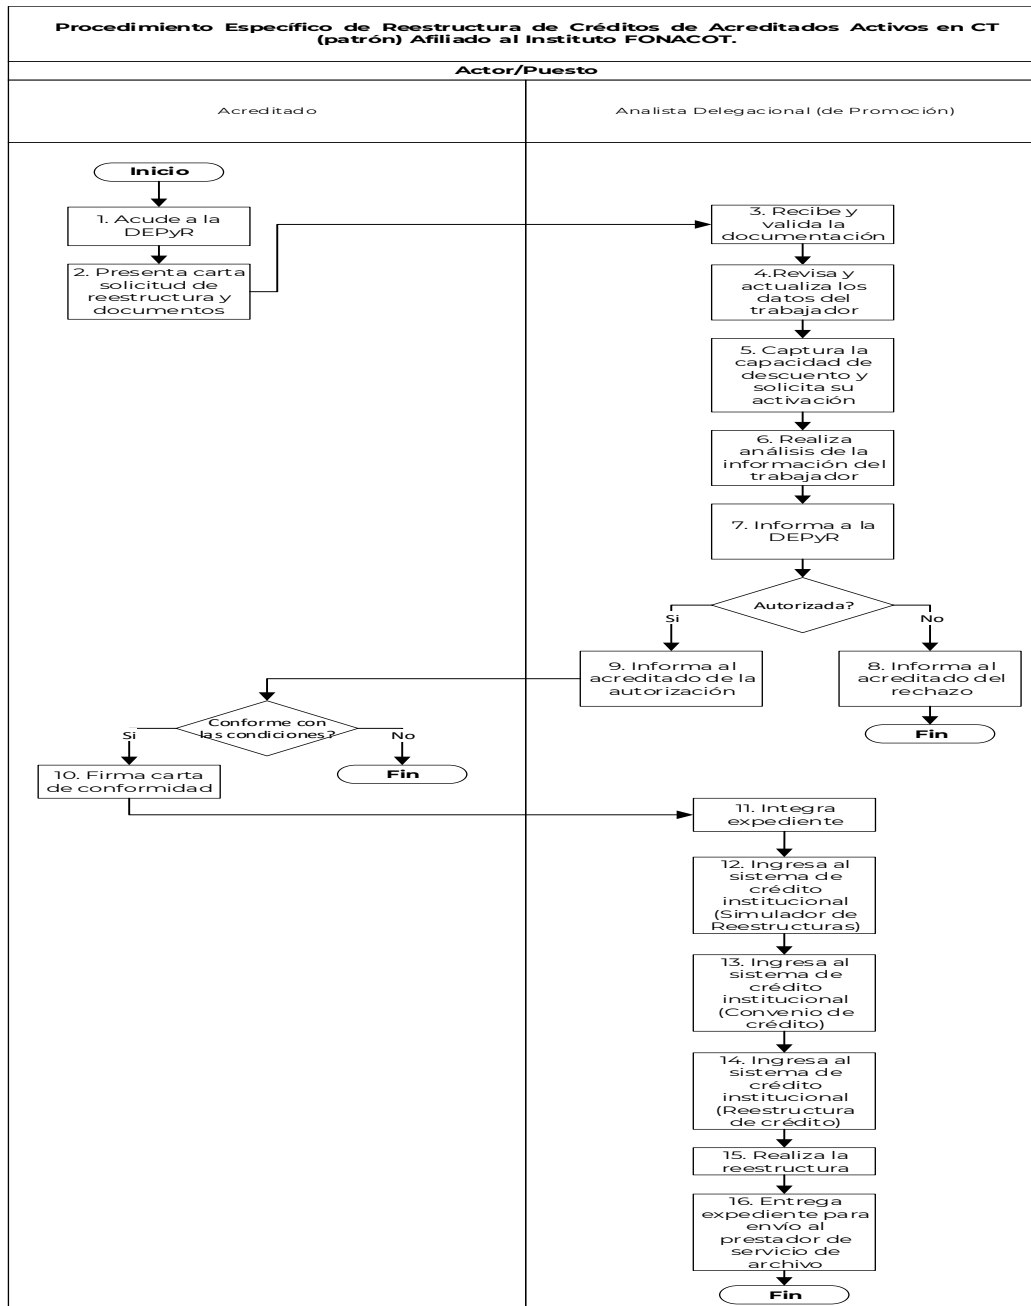 Procedimiento Específico de Reestructura de Créditos de Acreditados Activos en CT
(patrón) Afiliado al Instituto FONACOT.
Actor/Puesto
Acreditado
Analista Delegacional (de Promoción)
Inicio
1. Acude a la
DEPyR
2. Presenta carta
solicitud de
reestructura y
documentos
3. Recibe y
valida la
documentación
4.Revisa y
actualiza los
datos del
trabajador
5. Captura la
capacidad de
descuento y
solicita su
activación
6. Realiza
análisis de la
información del
trabajador
7. Informa a la
DEPyR
Autorizada?
Si
No
9. Informa al
acreditado de la
autorización
8. Informa al
acreditado del
rechazo
Fin
Conforme con
las condiciones?
Si
No
10. Firma carta
de conformidad
Fin
11. Integra
expediente
12. Ingresa al
sistema de
crédito
institucional
(Simulador de
Reestructuras)
13. Ingresa al
sistema de
crédito
institucional
(Convenio de
crédito)
14. Ingresa al
sistema de
crédito
institucional
(Reestructura
de crédito)
15. Realiza la
reestructura
16. Entrega
expediente para
envío al
prestador de
servicio de
archivo
Fin